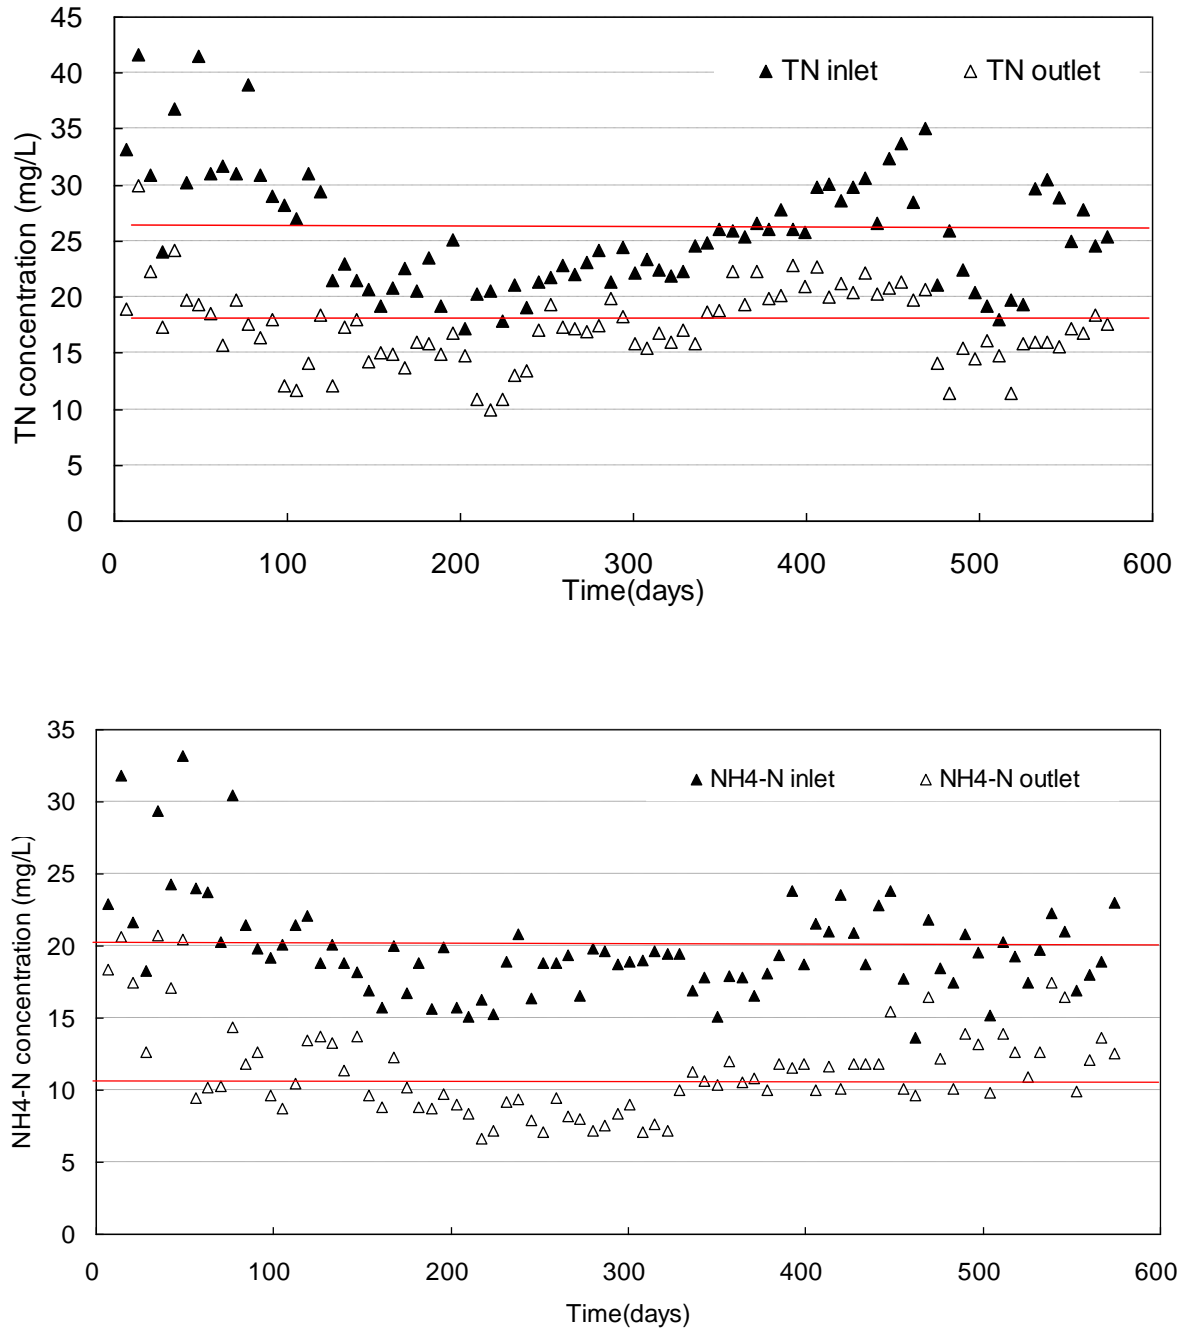 45
40
35
30
25
20
15
10
5
0
TN concentration (mg/L)
TN inlet
TN outlet
0 100 200 300 400 500 600
Time(days)
35
30
25
20
15
10
5
0
NH4-N concentration (mg/L)
NH4-N inlet
NH4-N outlet
0 100 200 300 400 500 600
Time(days)